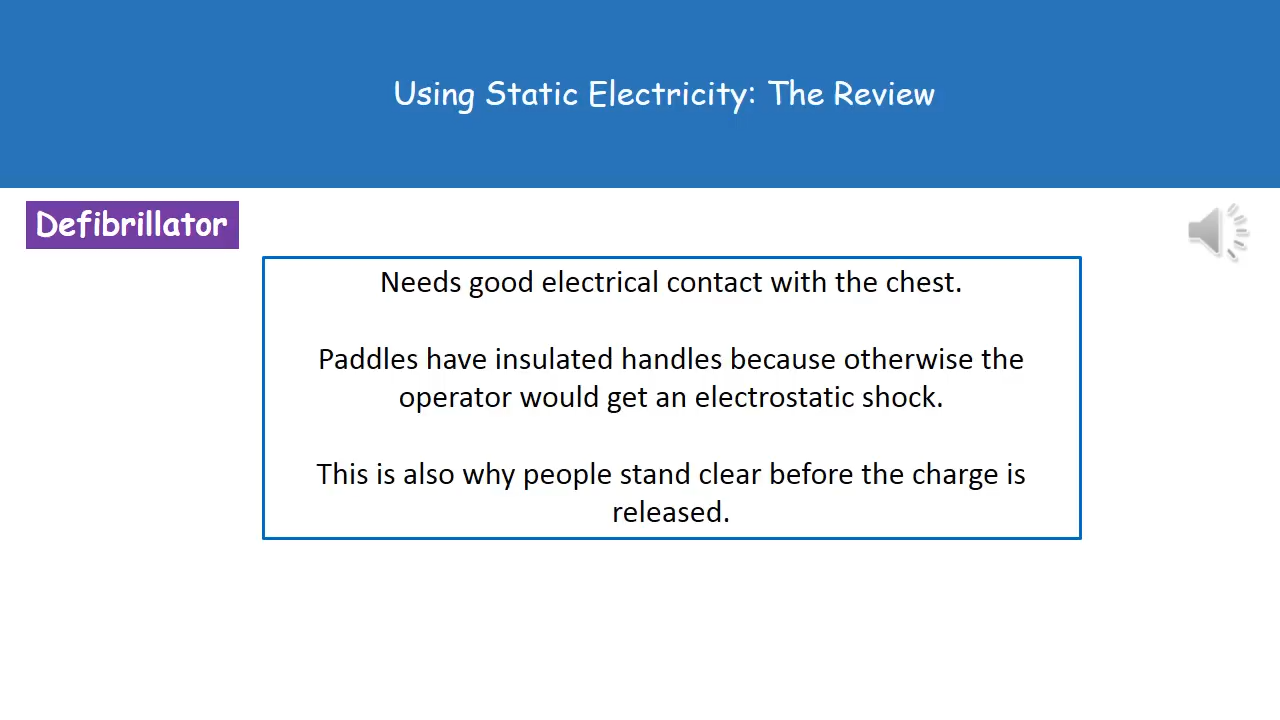 Using Static Electricity: The Review
Defibrillator
Needs good electrical contact with the chest.
Paddles have insulated handles because otherwise the
operator would get an electrostatic shock.
This is also why people stand clear before the charge is
released.